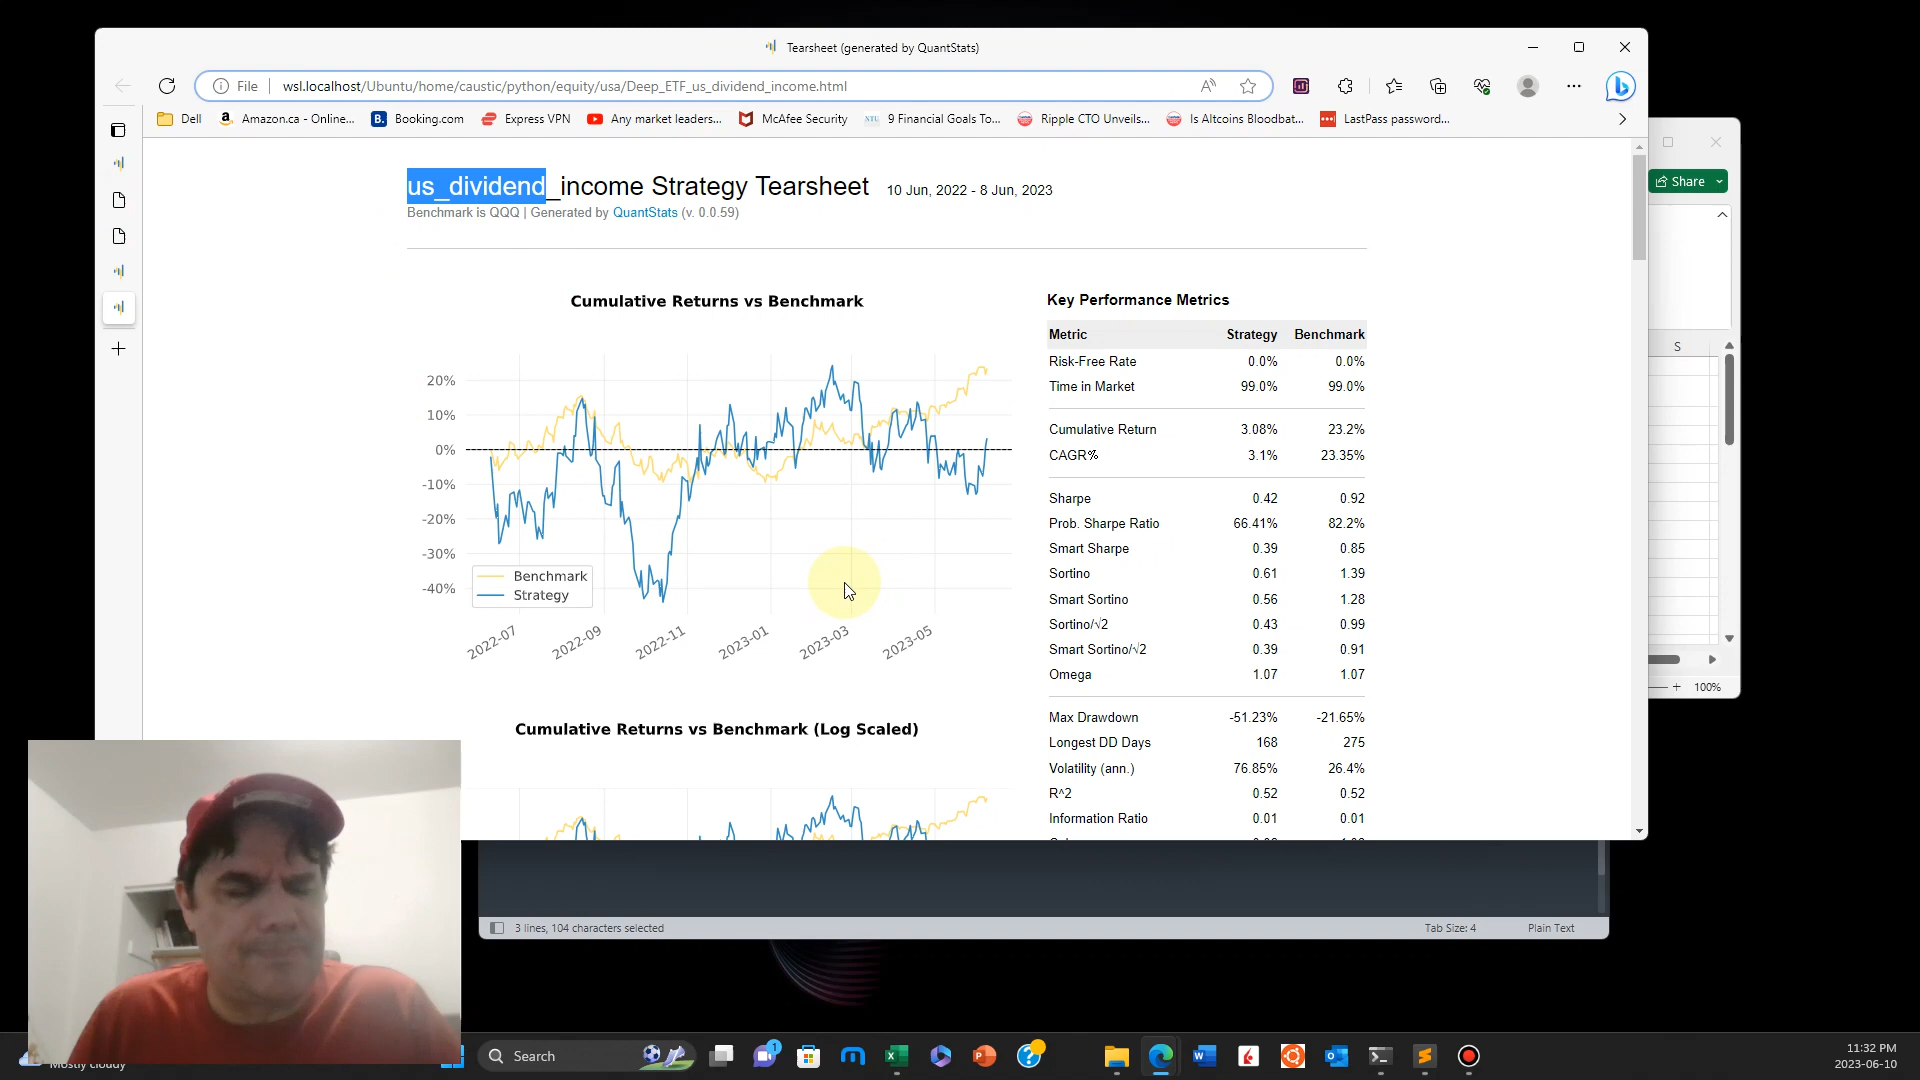 Tearsheet (generated by QuantStats)
File
wsl.localhost/Ubuntu/home/caustic/python/equity/usa/Deep_ETF_us_dividend_income.html
Dell
Amazon.ca - Online...
Booking.com
Express VPN
Any market leaders...
McAfee Security
9 Financial Goals To...
Ripple CTO Unveils...
Is Altcoins Bloodbat...
LastPass password...
Share
us_dividend_income Strategy Tearsheet 10 Jun, 2022 - 8 Jun, 2023
Benchmark is QQQ | Generated by QuantStats (v. 0.0.59)
Cumulative Returns vs Benchmark
20%
10%
0%
-10%
-20%
-30%
-40%
Benchmark
Strategy
2022-07
2022-09
2022-11
2023-01
2023-03
2023-05
Cumulative Returns vs Benchmark (Log Scaled)
Key Performance Metrics
Metric Strategy Benchmark
Risk-Free Rate 0.0% 0.0%
Time in Market 99.0% 99.0%
Cumulative Return 3.08% 23.2%
CAGR﹪ 3.1% 23.35%
Sharpe 0.42 0.92
Prob. Sharpe Ratio 66.41% 82.2%
Smart Sharpe 0.39 0.85
Sortino 0.61 1.39
Smart Sortino 0.56 1.28
Sortino/√2 0.43 0.99
Smart Sortino/√2 0.39 0.91
Omega 1.07 1.07
Max Drawdown -51.23% -21.65%
Longest DD Days 168 275
Volatility (ann.) 76.85% 26.4%
R^2 0.52 0.52
Information Ratio 0.01 0.01
S
100%
3 lines, 104 characters selected
Tab Size: 4
Plain Text
Mostly cloudy
Search
1
11:32 PM
2023-06-10